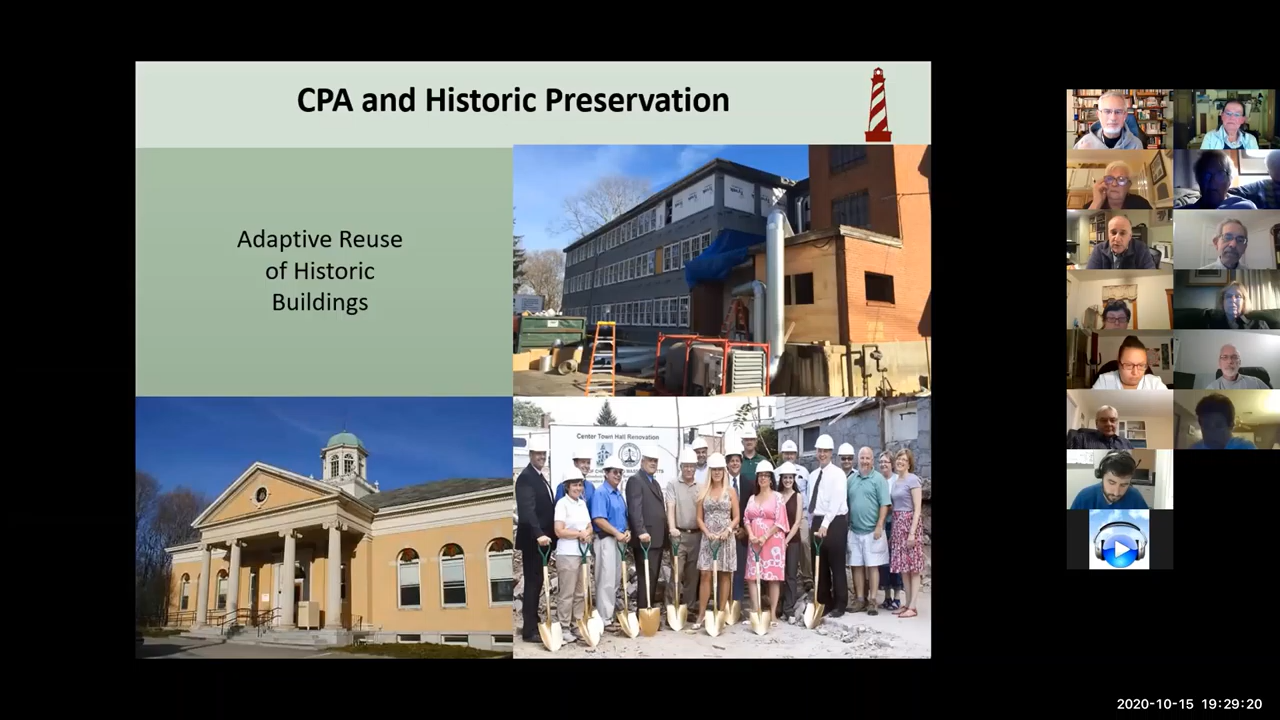 CPA and Historic Preservation
Adaptive Reuse
of Historic
Buildings
Center Town Hall Renovation
2020-10-15 19:29:20